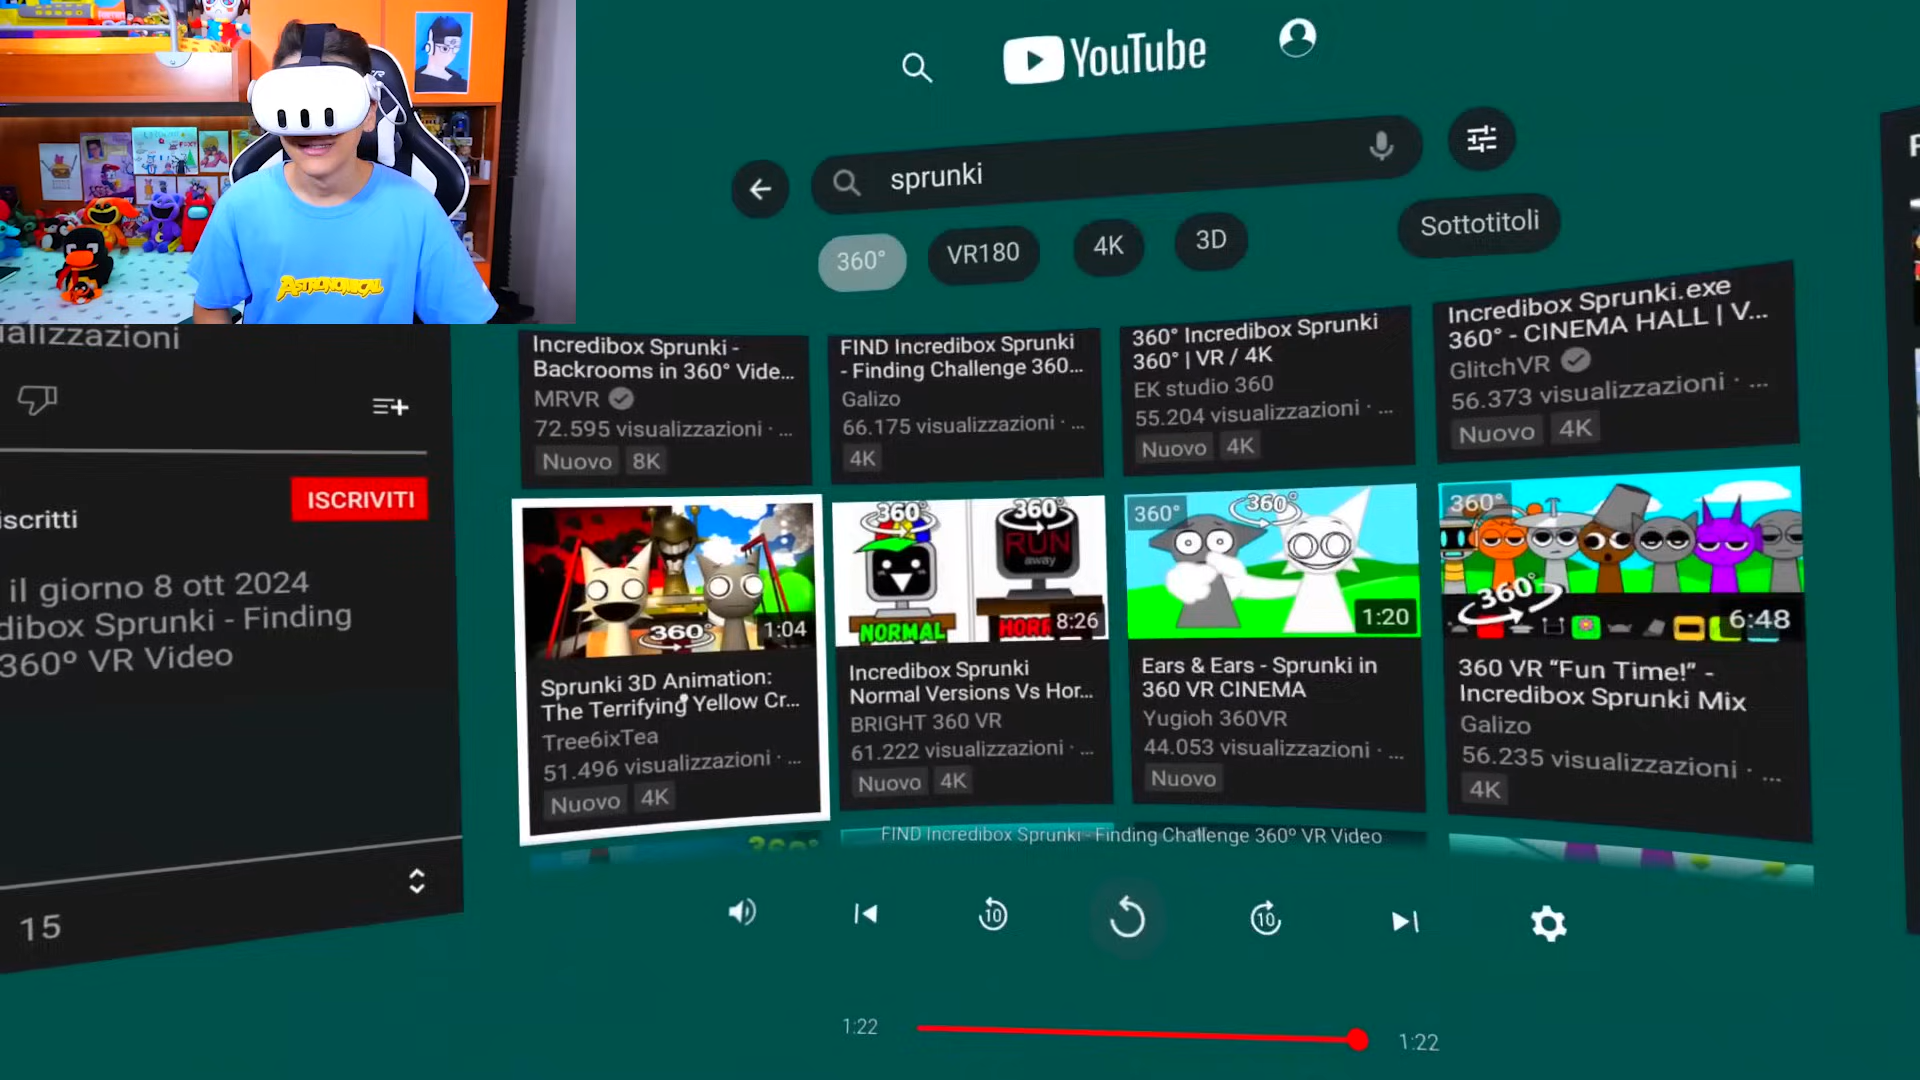 YouTube
sprunki
360°
VR180
4K
3D
Sottotitoli
ASTRONOMICAL
ISCRIVITI
iscritti
il giorno 8 ott 2024
dibox Sprunki - Finding
360º VR Video
15
Incredibox Sprunki -
Backrooms in 360° Vide...
MRVR
72.595 visualizzazioni · ...
Nuovo 8K
FIND Incredibox Sprunki
- Finding Challenge 360...
Galizo
66.175 visualizzazioni · ...
4K
360° Incredibox Sprunki
360° | VR / 4K
EK studio 360
55.204 visualizzazioni · ...
Nuovo 4K
Incredibox Sprunki.exe
360° - CINEMA HALL | V...
GlitchVR
56.373 visualizzazioni · ...
Nuovo 4K
360°
1:04
Sprunki 3D Animation:
The Terrifying Yellow Cr...
Tree6ixTea
51.496 visualizzazioni · ...
Nuovo 4K
360°
360°
RUN
away
NORMAL
8:26
Incredibox Sprunki
Normal Versions Vs Hor...
BRIGHT 360 VR
61.222 visualizzazioni · ...
Nuovo 4K
360°
360°
1:20
Ears & Ears - Sprunki in
360 VR CINEMA
Yugioh 360VR
44.053 visualizzazioni · ...
Nuovo
360°
360°
6:48
360 VR “Fun Time!” -
Incredibox Sprunki Mix
Galizo
56.235 visualizzazioni · ...
4K
FIND Incredibox Sprunki - Finding Challenge 360º VR Video
10
10
1:22
1:22